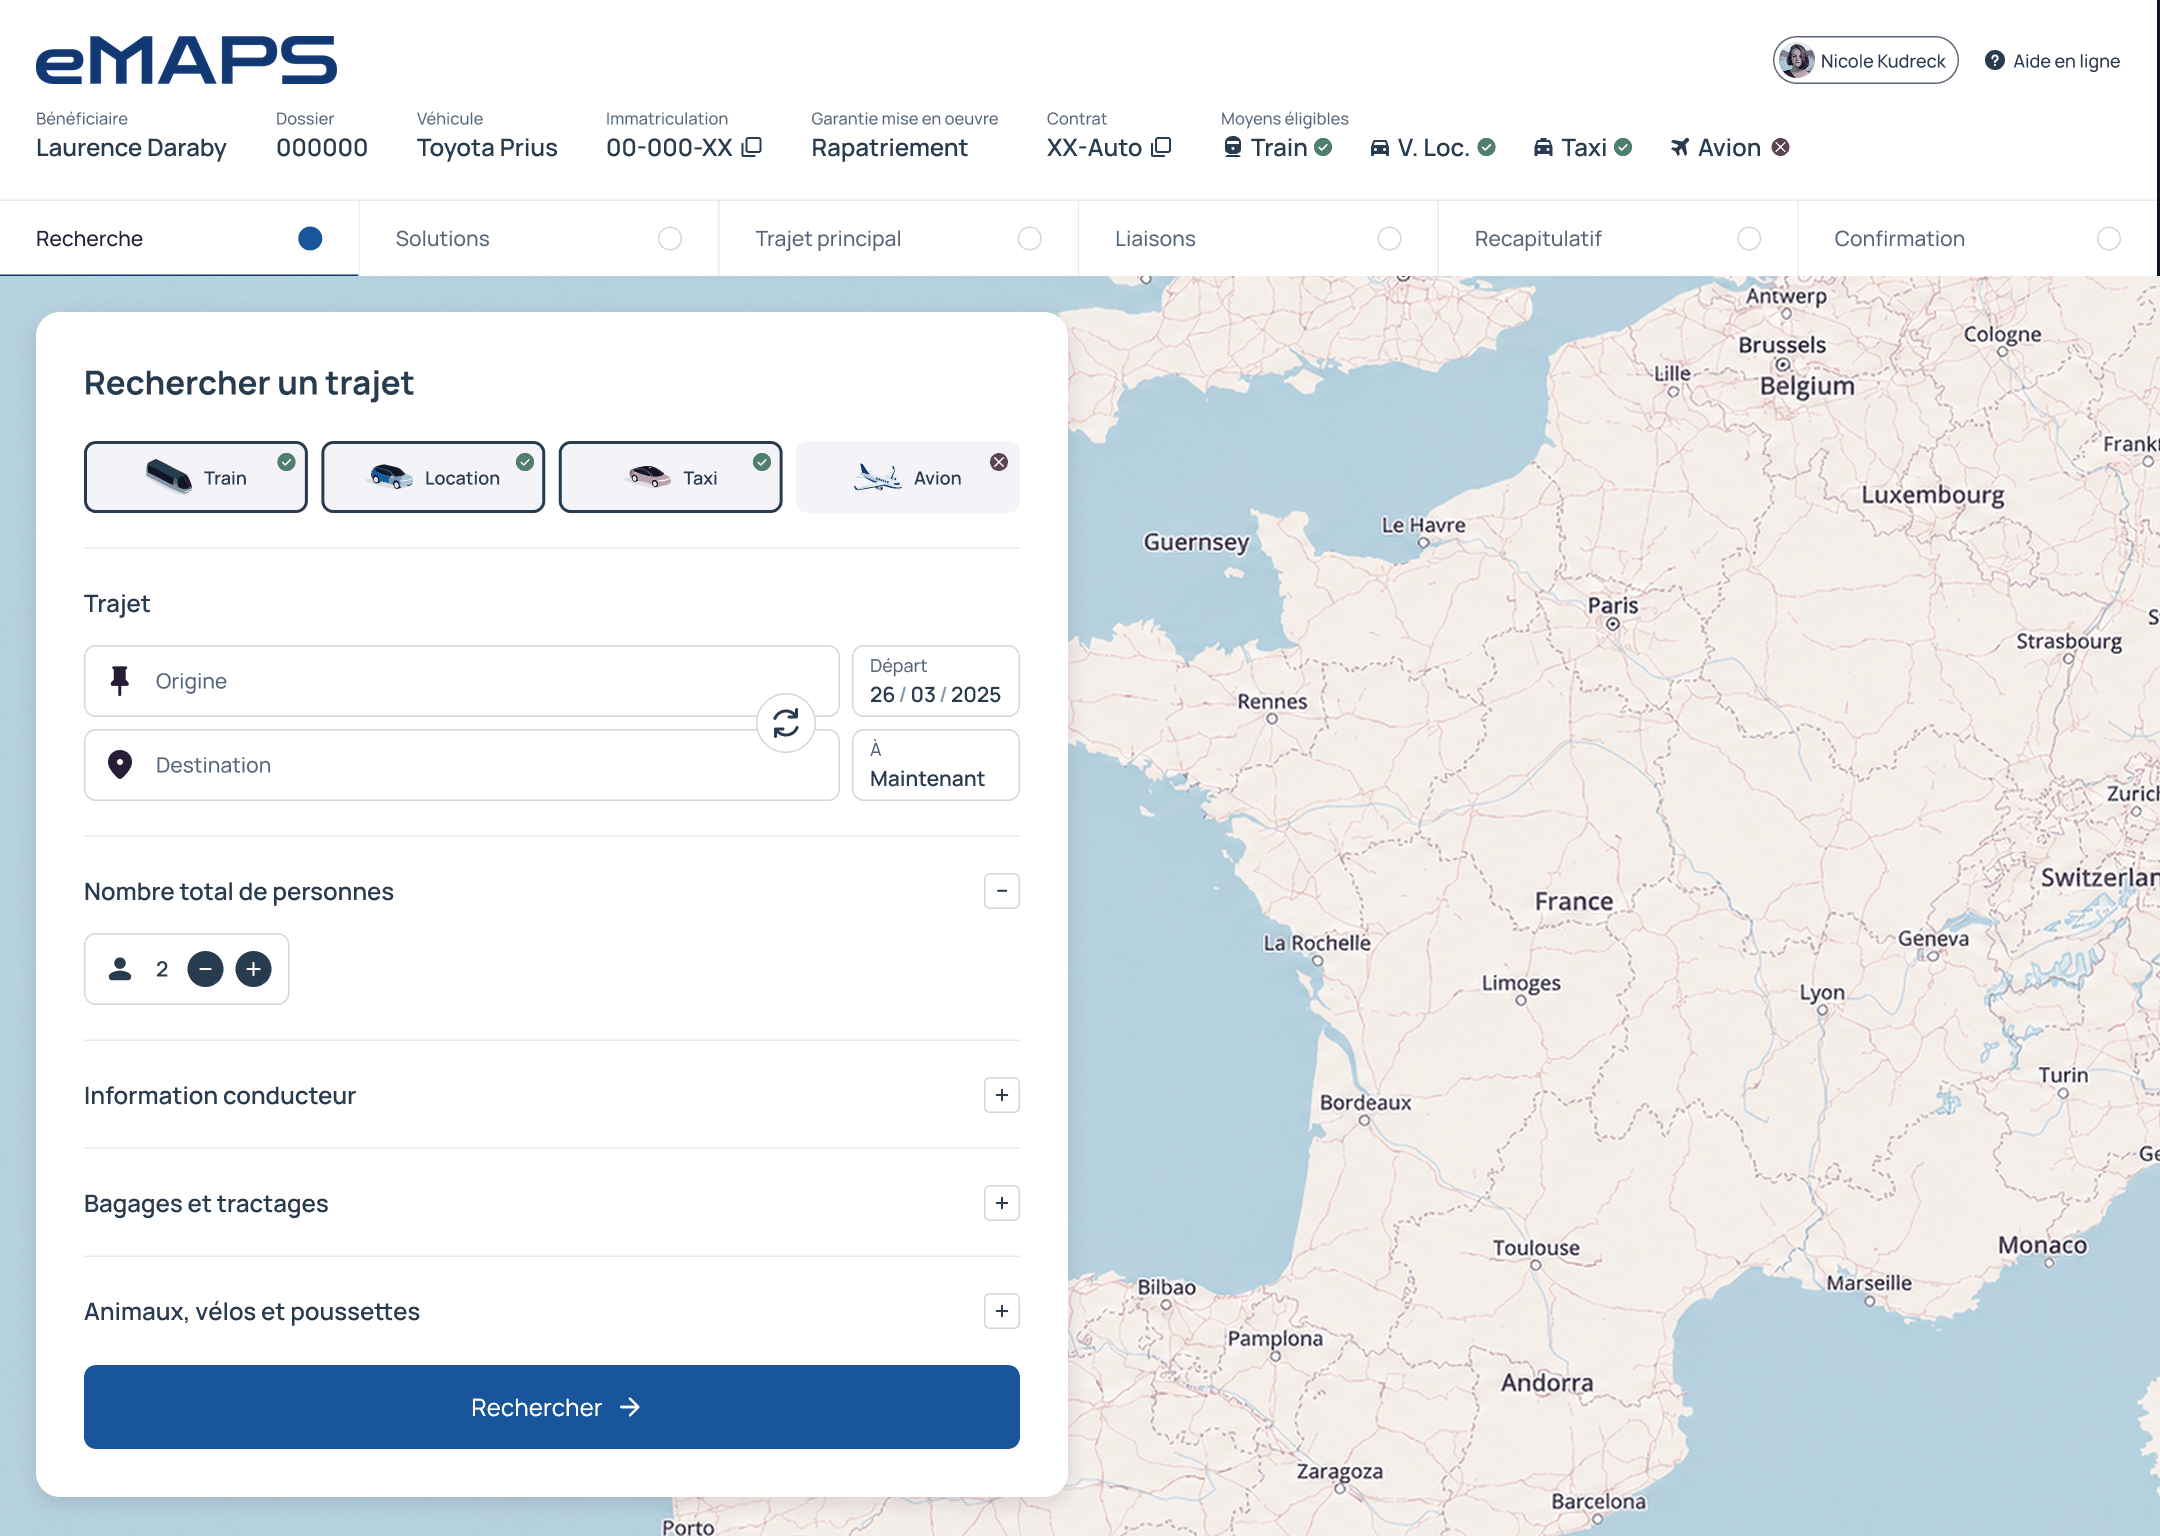 eMAPS
Nicole Kudreck
Aide en ligne
Bénéficiaire
Laurence Daraby
Dossier
000000
Véhicule
Toyota Prius
Immatriculation
00-000-XX
Garantie mise en oeuvre
Rapatriement
Contrat
XX-Auto
Moyens éligibles
Train
V. Loc.
Taxi
Avion
Recherche
Solutions
Trajet principal
Liaisons
Recapitulatif
Confirmation
Rechercher un trajet
Train
Location
Taxi
Avion
Trajet
Origine
Départ
26 / 03 / 2025
Destination
À
Maintenant
Nombre total de personnes
2
Information conducteur
Bagages et tractages
Animaux, vélos et poussettes
Rechercher
Antwerp
Cologne
Brussels
Lille
Belgium
Luxembourg
Le Havre
Guernsey
Paris
Strasbourg
Rennes
France
Switzerlan
La Rochelle
Geneva
Limoges
Lyon
Turin
Bordeaux
Toulouse
Monaco
Marseille
Bilbao
Pamplona
Andorra
Zaragoza
Barcelona
Porto